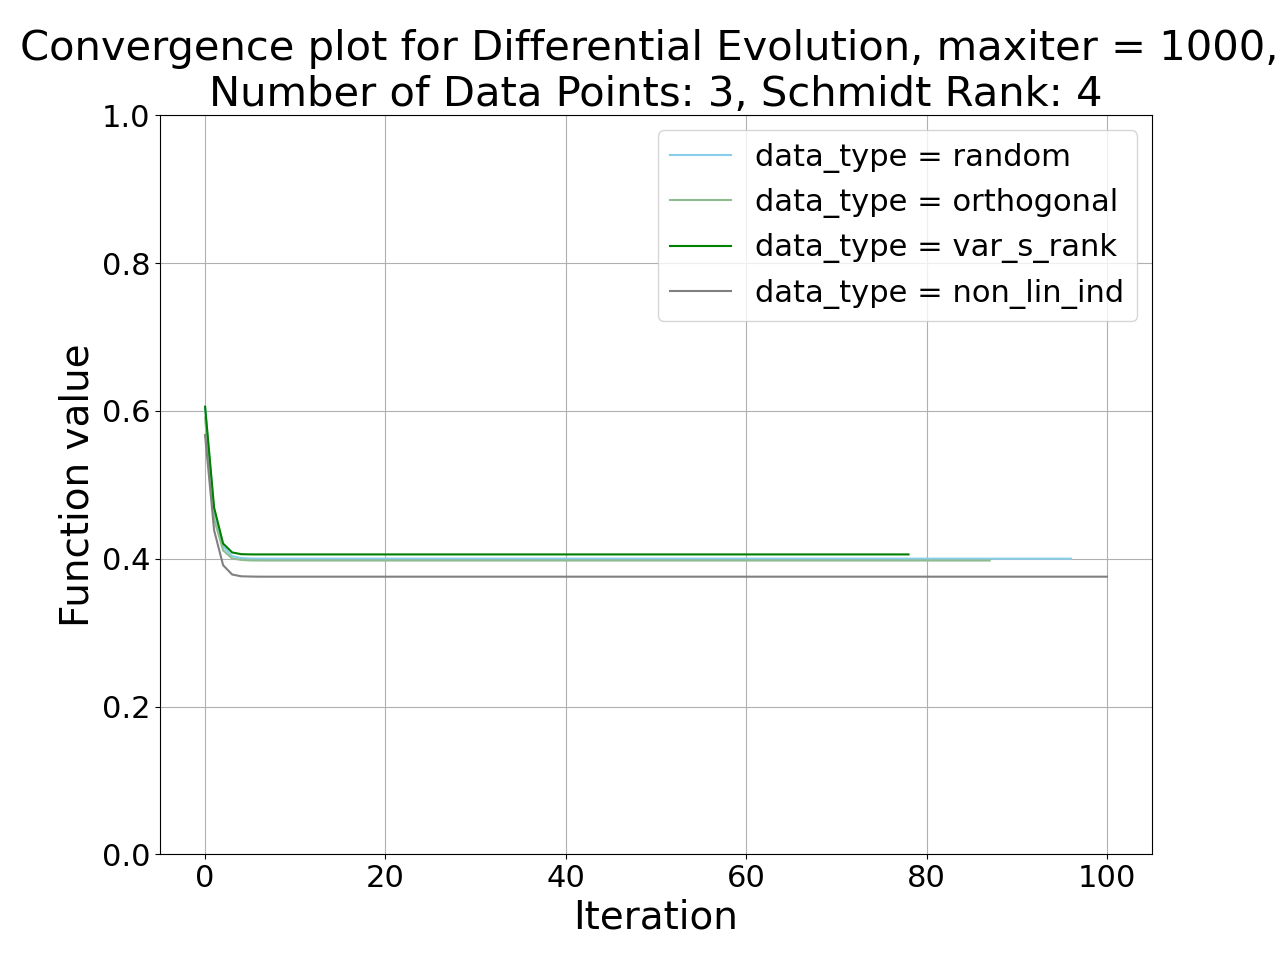 Convergence plot for Differential Evolution, maxiter = 1000,
Number of Data Points: 3, Schmidt Rank: 4
1.0
0.8
0.6
0.4
0.2
0.0
Function value
data_type = random
data_type = orthogonal
data_type = var_s_rank
data_type = non_lin_ind
0 20 40 60 80 100
Iteration